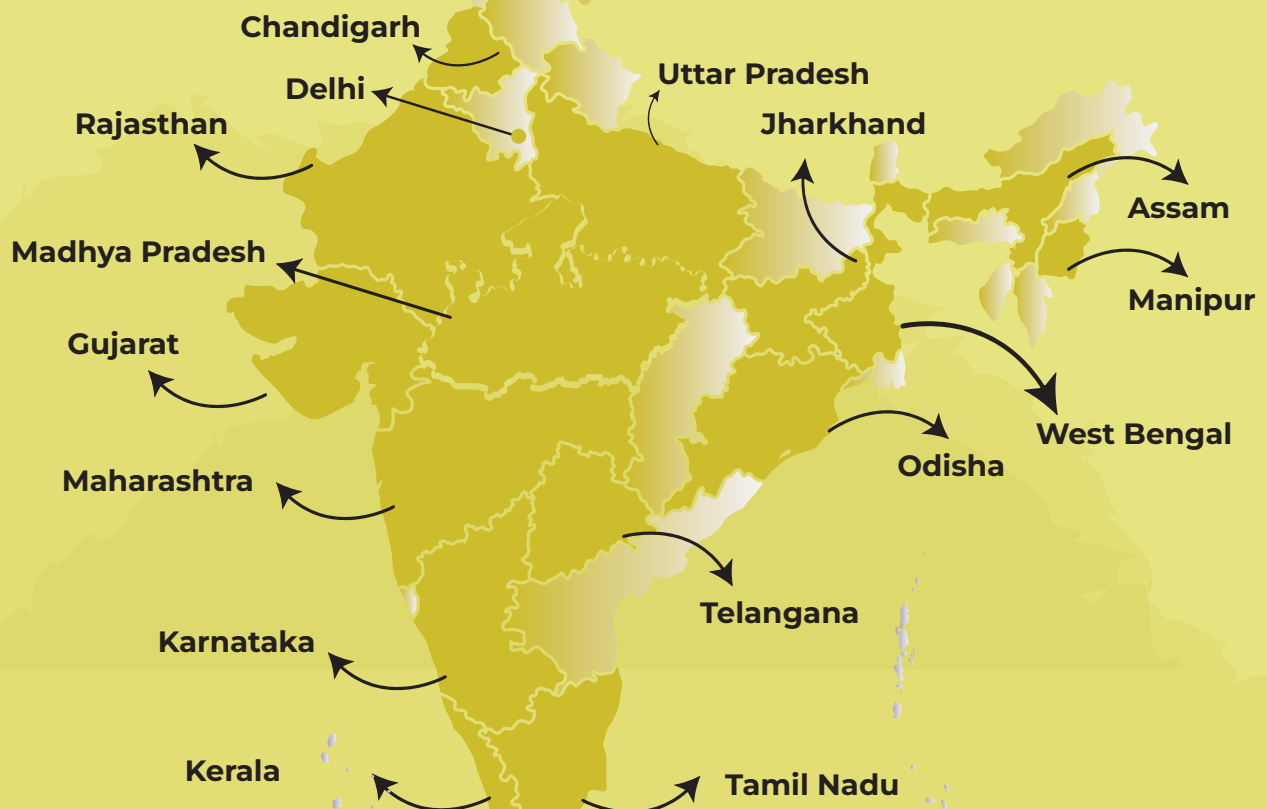 Chandigarh
Delhi
Uttar Pradesh
Rajasthan
Jharkhand
Assam
Madhya Pradesh
Manipur
Gujarat
West Bengal
Odisha
Maharashtra
Telangana
Karnataka
Kerala
Tamil Nadu